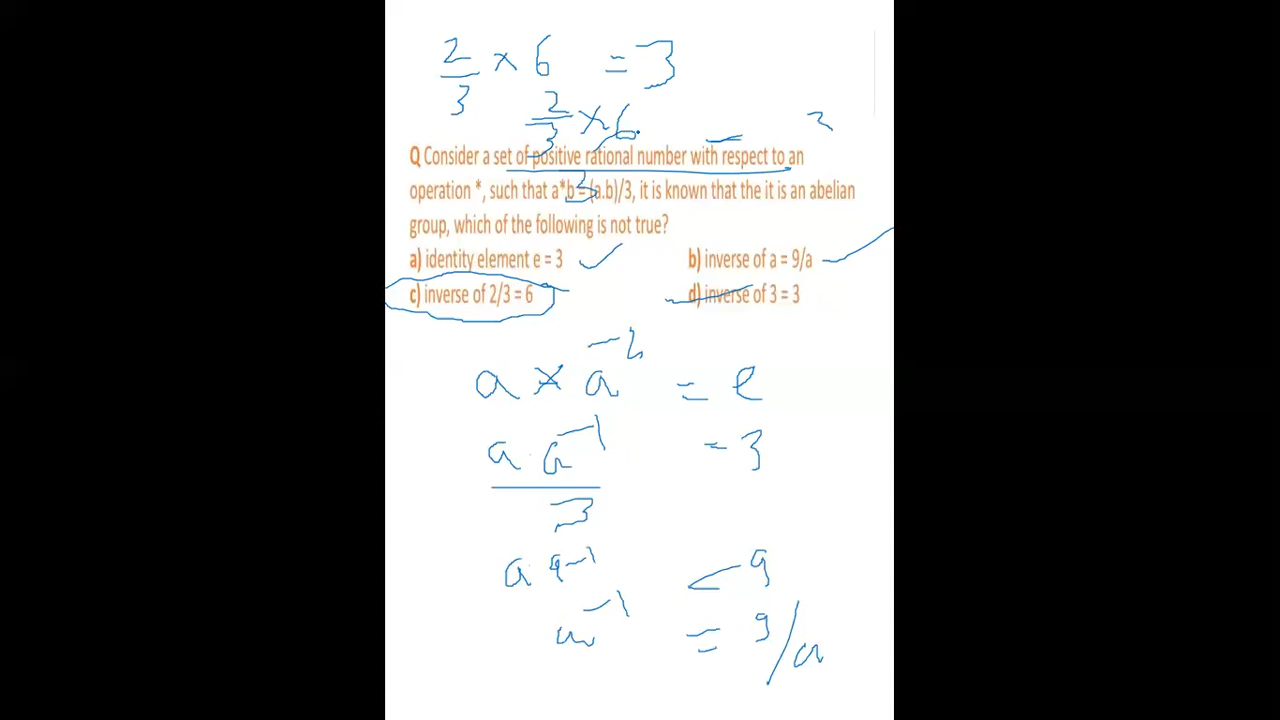 2/3 × 6 = 3
2/3 × 6
3
Q Consider a set of positive rational number with respect to an
operation *, such that a*b = (a.b)/3, it is known that the it is an abelian
group, which of the following is not true?
a) identity element e = 3
b) inverse of a = 9/a
c) inverse of 2/3 = 6
d) inverse of 3 = 3
a × a⁻¹ = e
a a⁻¹ / 3 = 3
a a⁻¹ = 9
a⁻¹ = 9/a